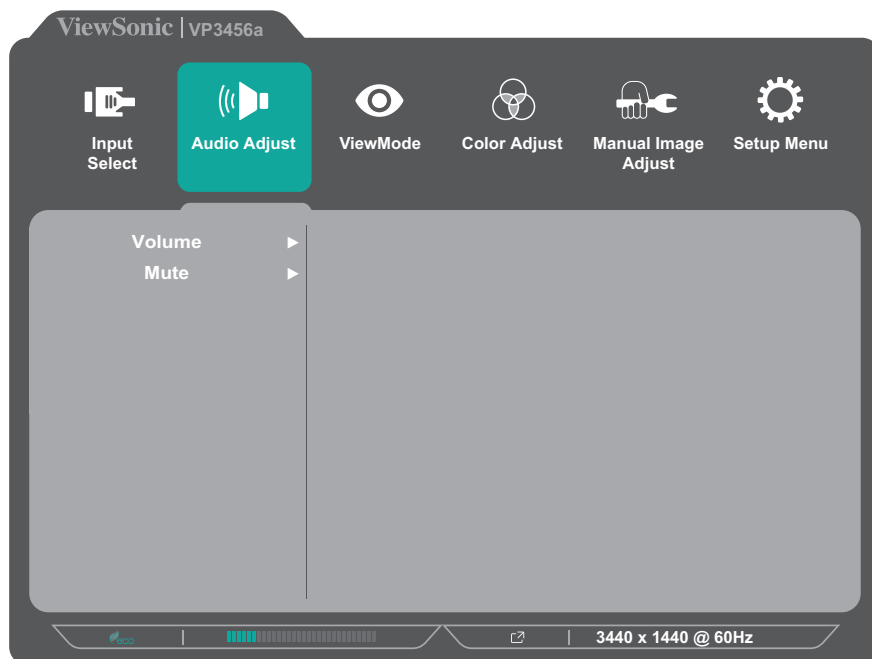 ViewSonic | VP3456a
Input
Select
Audio Adjust
ViewMode
Color Adjust
Manual Image
Adjust
Setup Menu
Volume
Mute
eco
3440 x 1440 @ 60Hz